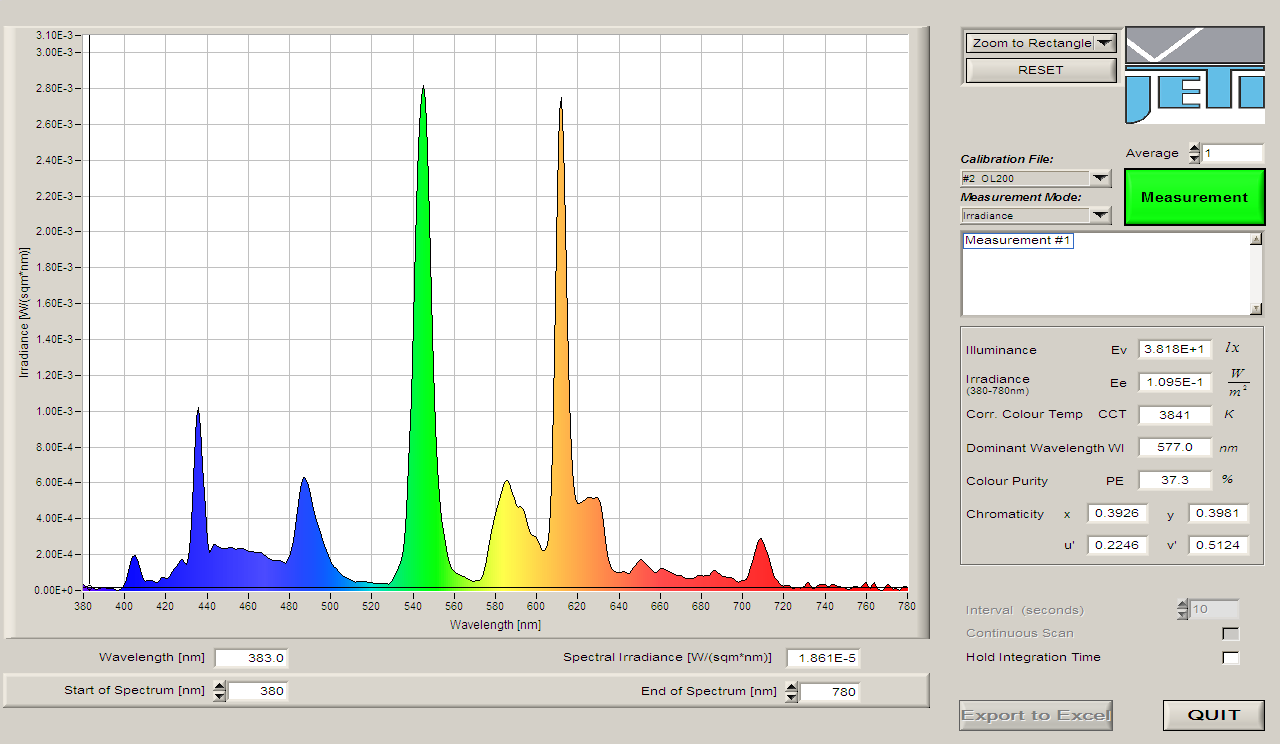 3.10E-3
3.00E-3
2.80E-3
2.60E-3
2.40E-3
2.20E-3
2.00E-3
1.80E-3
1.60E-3
1.40E-3
1.20E-3
1.00E-3
8.00E-4
6.00E-4
4.00E-4
2.00E-4
0.00E+0
Irradiance [W/(sqm*nm)]
380 400 420 440 460 480 500 520 540 560 580 600 620 640 660 680 700 720 740 760 780
Wavelength [nm]
Wavelength [nm] 383.0 Spectral Irradiance [W/(sqm*nm)] 1.861E-5
Start of Spectrum [nm] 380 End of Spectrum [nm] 780
Zoom to Rectangle
RESET
JETI
Calibration File:
#2 OL200
Average 1
Measurement Mode:
Irradiance
Measurement
Measurement #1
Illuminance Ev 3.818E+1 lx
Irradiance (380-780nm) Ee 1.095E-1 W/m²
Corr. Colour Temp CCT 3841 K
Dominant Wavelength Wl 577.0 nm
Colour Purity PE 37.3 %
Chromaticity x 0.3926 y 0.3981
u' 0.2246 v' 0.5124
Interval (seconds) 10
Continuous Scan
Hold Integration Time
Export to Excel QUIT